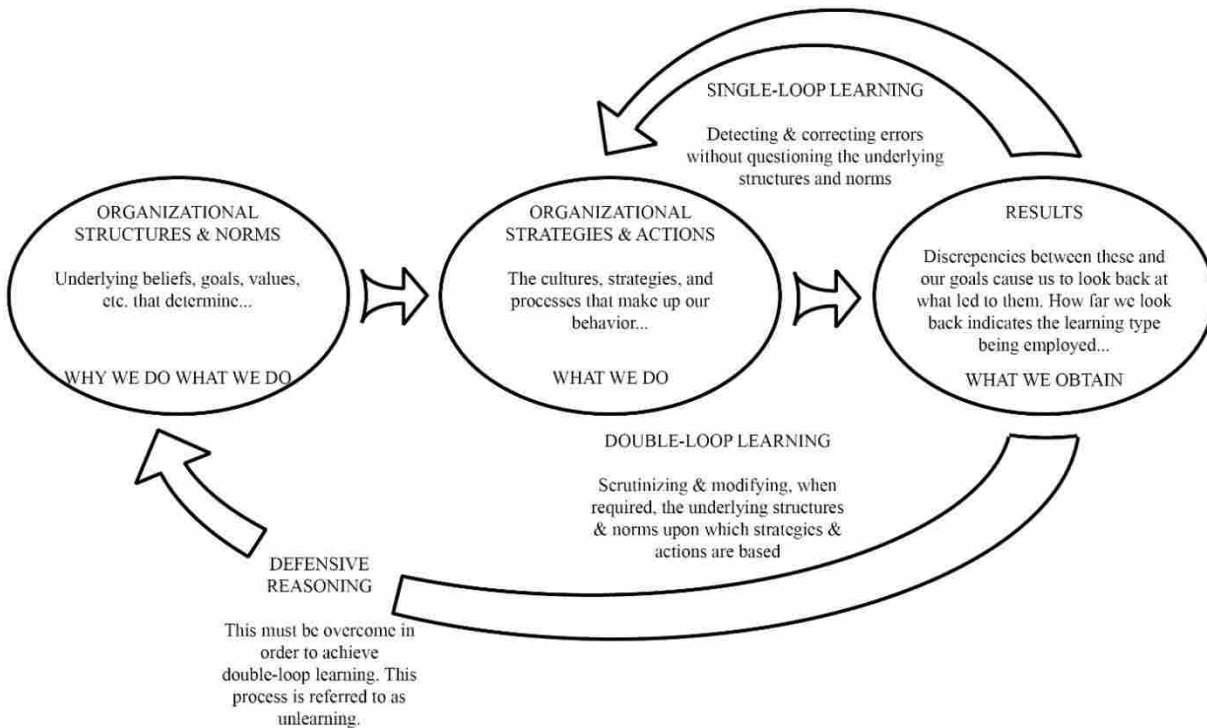 SINGLE-LOOP LEARNING
Detecting & correcting errors
without questioning the underlying
structures and norms
ORGANIZATIONAL
STRUCTURES & NORMS
Underlying beliefs, goals, values,
etc. that determine...
WHY WE DO WHAT WE DO
ORGANIZATIONAL
STRATEGIES & ACTIONS
The cultures, strategies, and
processes that make up our
behavior...
WHAT WE DO
RESULTS
Discrepencies between these and
our goals cause us to look back at
what led to them. How far we look
back indicates the learning type
being employed...
WHAT WE OBTAIN
DOUBLE-LOOP LEARNING
Scrutinizing & modifying, when
required, the underlying structures
& norms upon which strategies &
actions are based
DEFENSIVE
REASONING
This must be overcome in
order to achieve
double-loop learning. This
process is referred to as
unlearning.